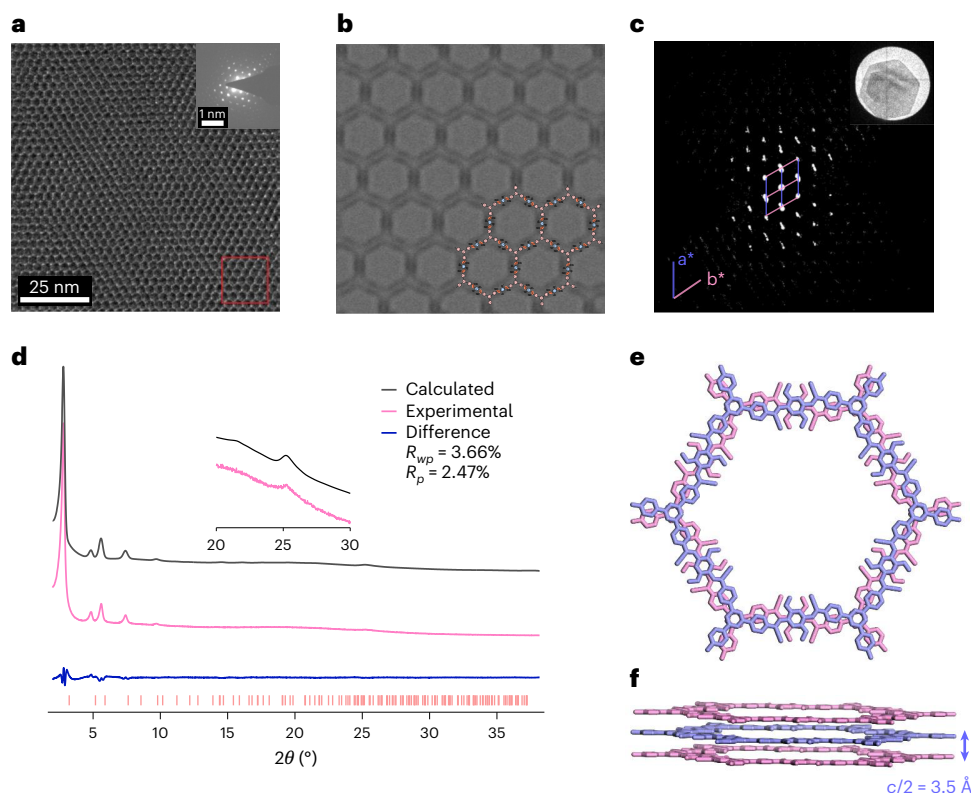 a
b
c
1 nm
25 nm
a*
b*
d
e
Calculated
Experimental
Difference
R_wp = 3.66%
R_p = 2.47%
20
25
30
5
10
15
20
25
30
35
2θ (°)
f
c/2 = 3.5 Å